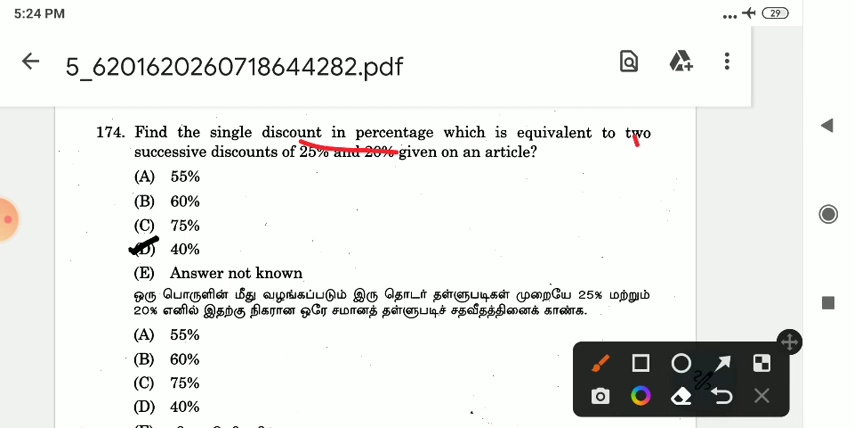 5:24 PM
29
5_6201620260718644282.pdf
174. Find the single discount in percentage which is equivalent to two
successive discounts of 25% and 20% given on an article?
(A) 55%
(B) 60%
(C) 75%
(D) 40%
(E) Answer not known
ஒரு பொருளின் மீது வழங்கப்படும் இரு தொடர் தள்ளுபடிகள் முறையே 25% மற்றும்
20% எனில் இதற்கு நிகரான ஒரே சமானத் தள்ளுபடிச் சதவீதத்தினைக் காண்க.
(A) 55%
(B) 60%
(C) 75%
(D) 40%